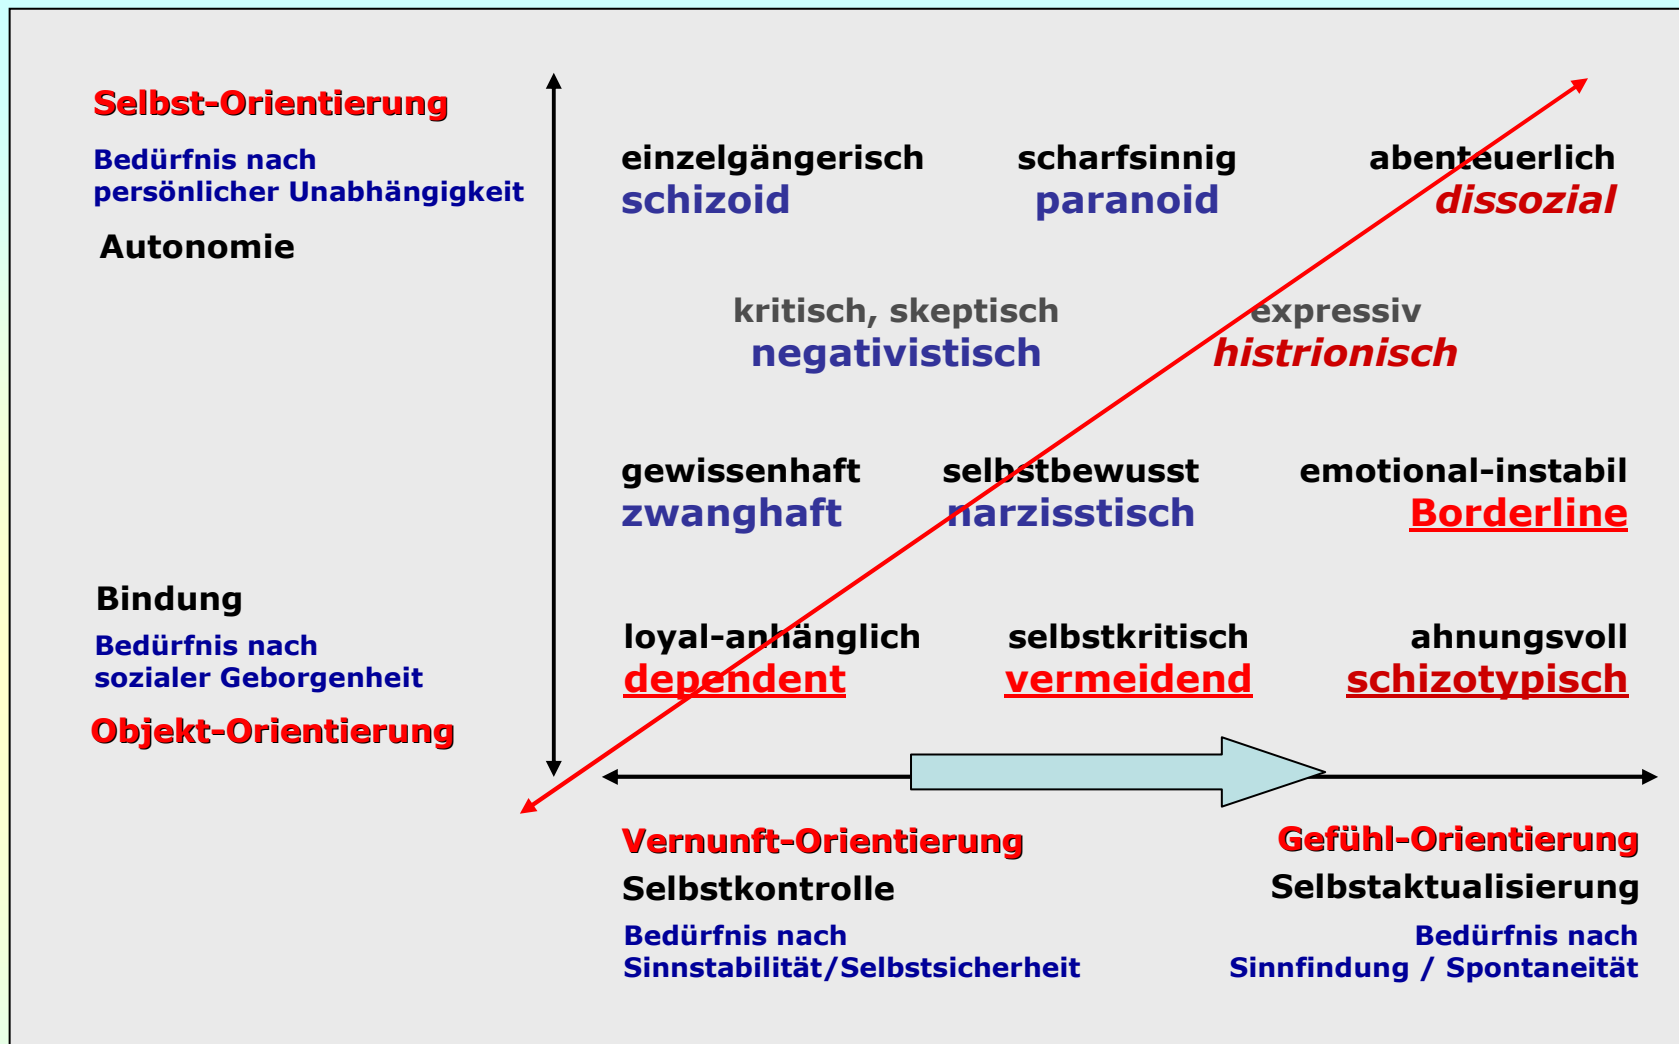 Selbst-Orientierung
Bedürfnis nach
persönlicher Unabhängigkeit
Autonomie
einzelgängerisch scharfsinnig abenteuerlich
schizoid paranoid dissozial
kritisch, skeptisch expressiv
negativistisch histrionisch
gewissenhaft selbstbewusst emotional-instabil
zwanghaft narzisstisch Borderline
Bindung
Bedürfnis nach
sozialer Geborgenheit
Objekt-Orientierung
loyal-anhänglich selbstkritisch ahnungsvoll
dependent vermeidend schizotypisch
Vernunft-Orientierung
Selbstkontrolle
Bedürfnis nach
Sinnstabilität/Selbstsicherheit
Gefühl-Orientierung
Selbstaktualisierung
Bedürfnis nach
Sinnfindung / Spontaneität